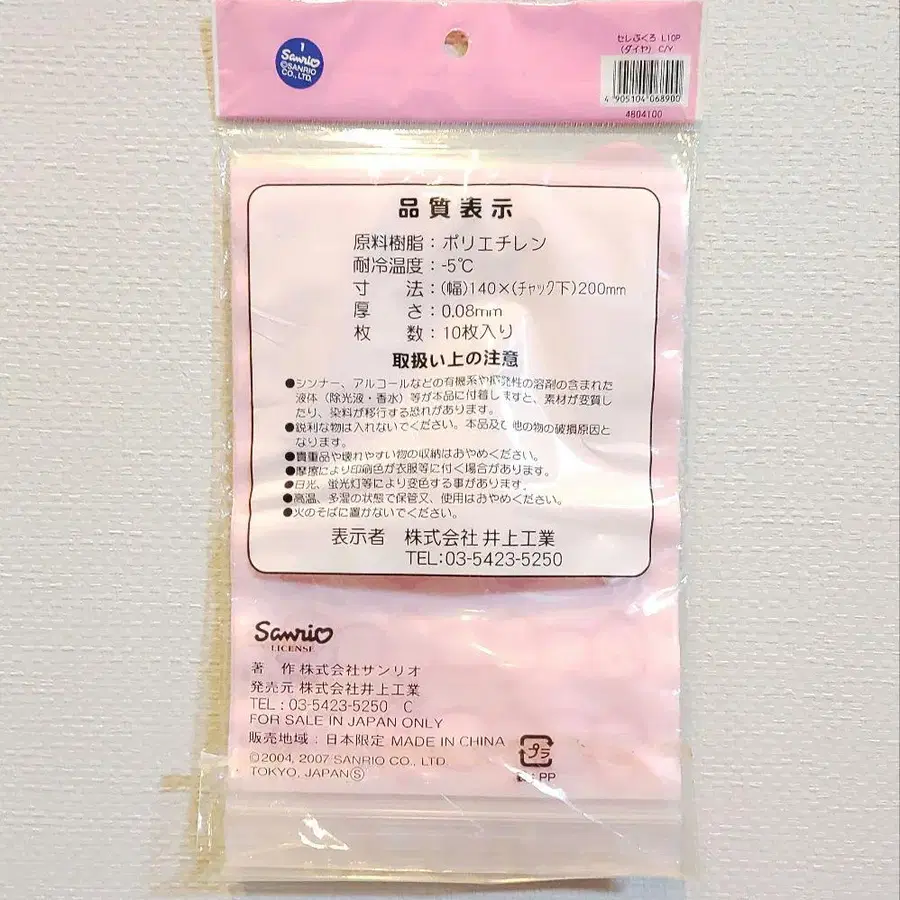 1
Sanrio
©SANRIO
CO., LTD.
セレぶくろ L10P
(ダイヤ) C/Y
4 905104 068900
4804100
品質表示
原料樹脂：ポリエチレン
耐冷温度：-5℃
寸　法：(幅)140×(チャック下)200mm
厚　さ：0.08mm
枚　数：10枚入り
取扱い上の注意
●シンナー、アルコールなどの有機系や揮発性の溶剤の含まれた
液体（除光液・香水）等が本品に付着しますと、素材が変質し
たり、染料が移行する恐れがあります。
●鋭利な物は入れないでください。本品及び他の物の破損原因と
なります。
●貴重品や壊れやすい物の収納はおやめください。
●摩擦により印刷色が衣服等に付く場合があります。
●日光、蛍光灯等により変色する事があります。
●高温、多湿の状態で保管又、使用はおやめください。
●火のそばに置かないでください。
表示者　株式会社 井上工業
TEL:03-5423-5250
Sanrio
LICENSE
著　作 株式会社サンリオ
発売元 株式会社井上工業
TEL : 03-5423-5250　C
FOR SALE IN JAPAN ONLY
販売地域：日本限定 MADE IN CHINA
©2004, 2007 SANRIO CO., LTD.
TOKYO, JAPANⓈ
プラ
袋：PP